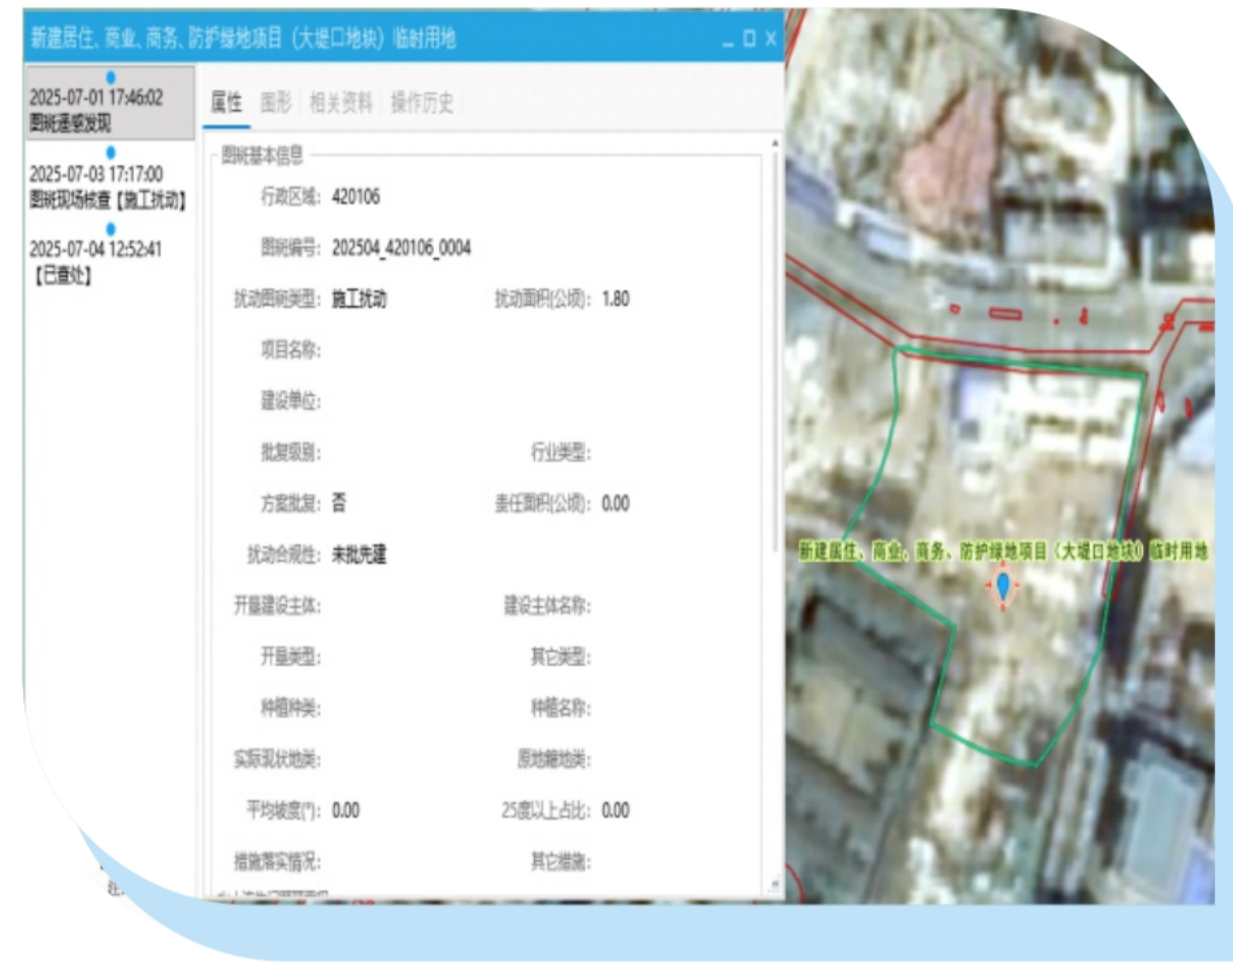 新建居住、商业、商务、防护绿地项目（大堤口地块）临时用地
2025-07-01 17:46:02
图斑遥感发现
2025-07-03 17:17:00
图斑现场核查【施工扰动】
2025-07-04 12:52:41
【已查处】
属性 图形 相关资料 操作历史
图斑基本信息
行政区域: 420106
图斑编号: 202504_420106_0004
扰动图斑类型: 施工扰动 扰动面积(公顷): 1.80
项目名称:
建设单位:
批复级别: 行业类型:
方案批复: 否 责任面积(公顷): 0.00
扰动合规性: 未批先建
开垦建设主体: 建设主体名称:
开垦类型: 其它类型:
种植种类: 种植名称:
实际现状地类: 原地籍地类:
平均坡度(°): 0.00 25度以上占比: 0.00
措施落实情况: 其它措施:
新建居住、商业、商务、防护绿地项目（大堤口地块）临时用地